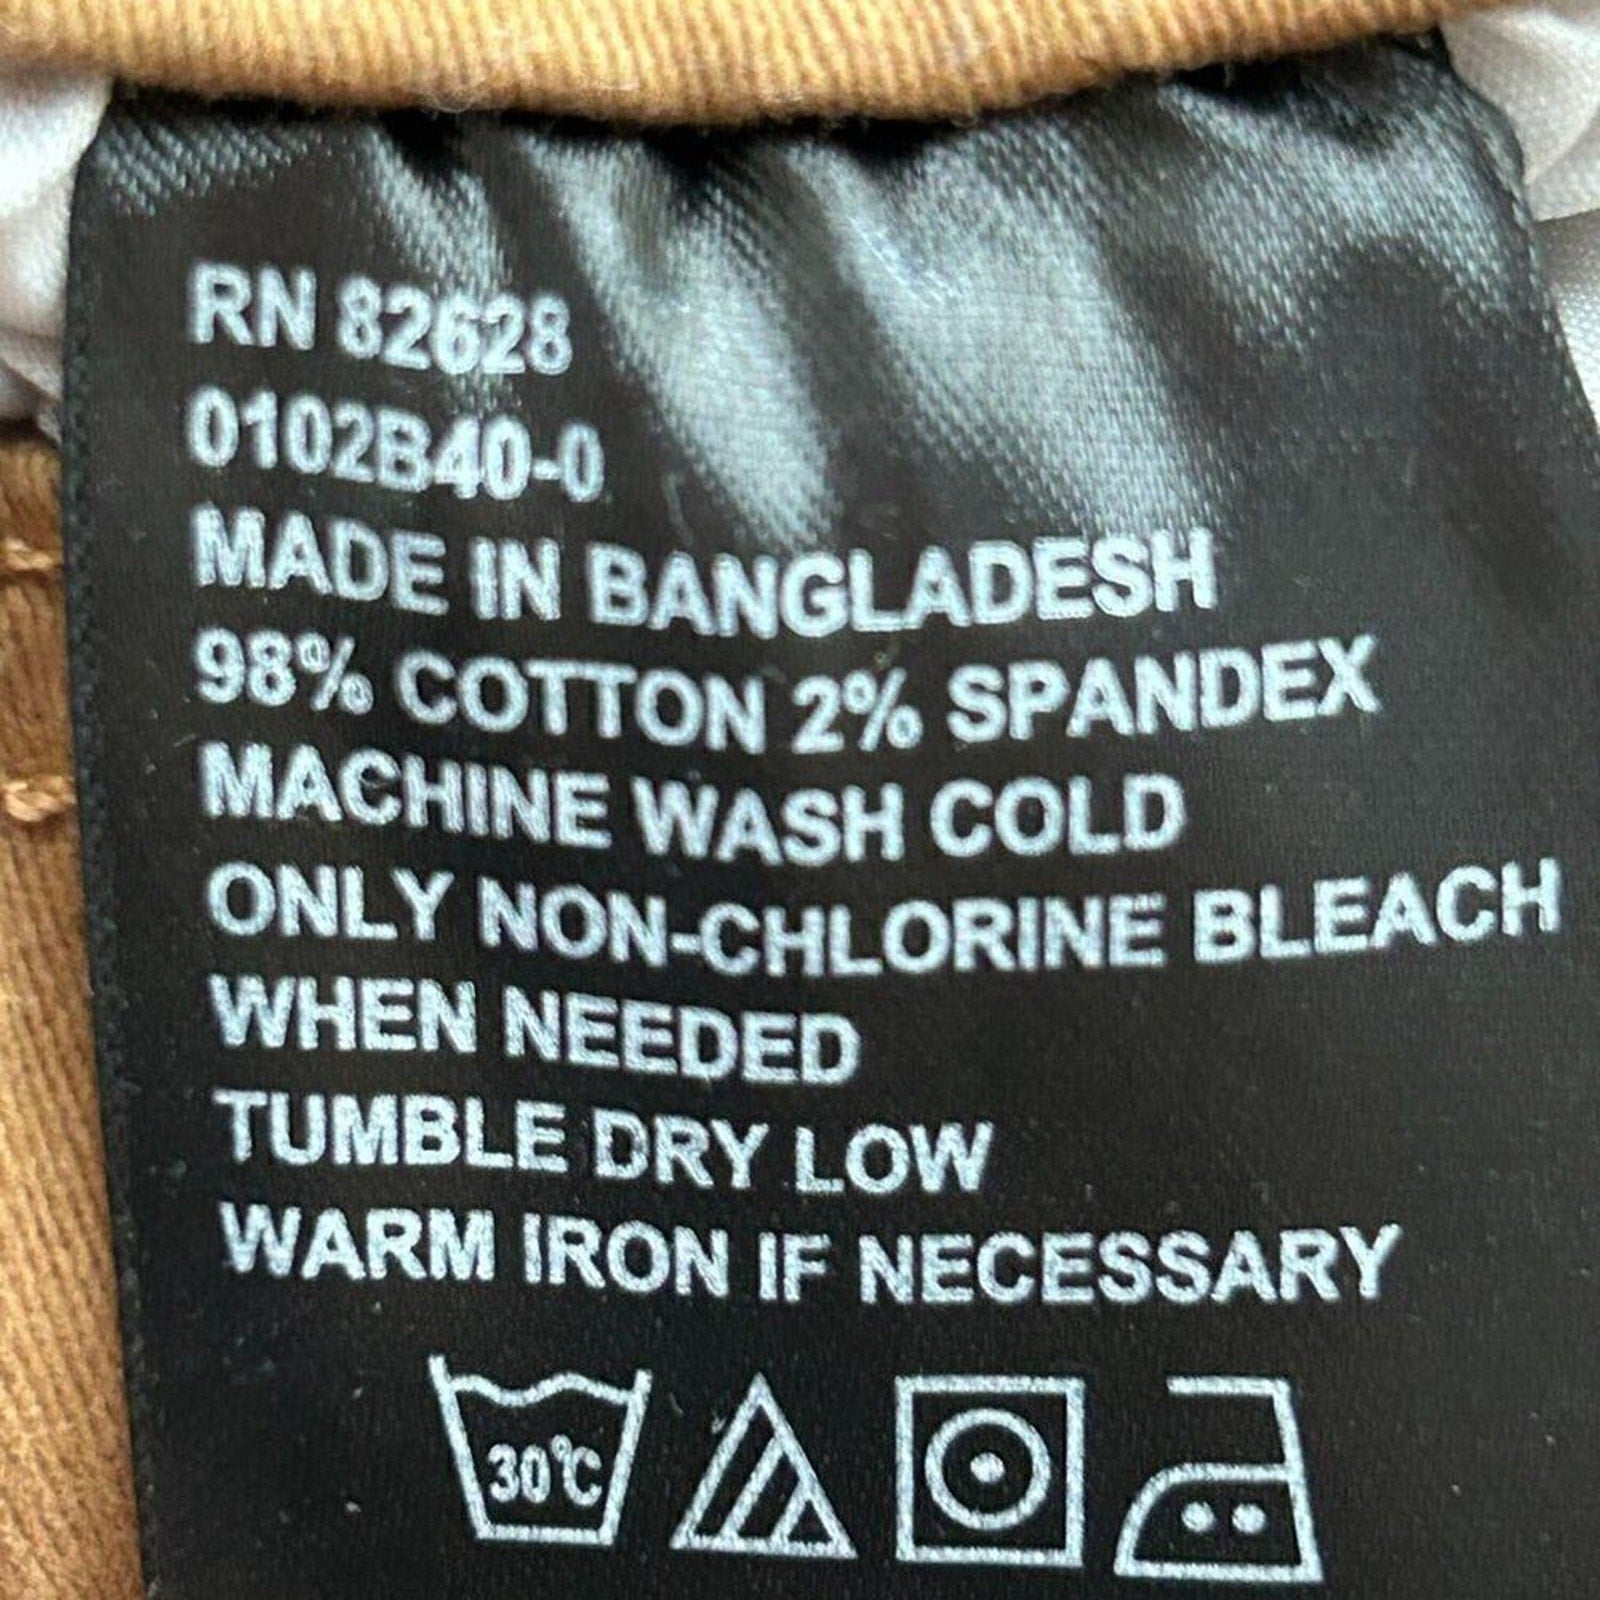 RN 82628
0102B40-0
MADE IN BANGLADESH
98% COTTON 2% SPANDEX
MACHINE WASH COLD
ONLY NON-CHLORINE BLEACH
WHEN NEEDED
TUMBLE DRY LOW
WARM IRON IF NECESSARY
30°C